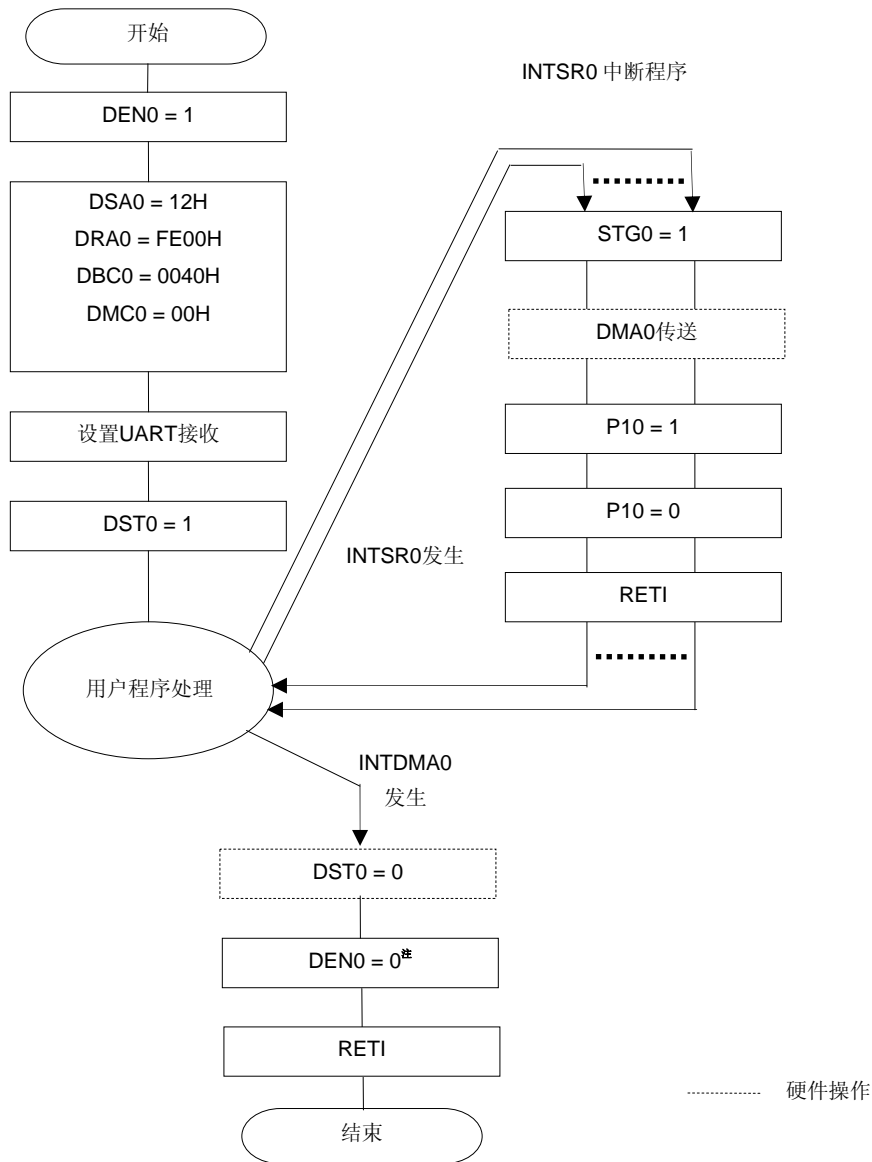 开始
DEN0 = 1
DSA0 = 12H
DRA0 = FE00H
DBC0 = 0040H
DMC0 = 00H
设置UART接收
DST0 = 1
用户程序处理
INTSR0 中断程序
STG0 = 1
DMA0传送
P10 = 1
P10 = 0
RETI
INTSR0发生
INTDMA0
发生
DST0 = 0
DEN0 = 0注
RETI
结束
硬件操作